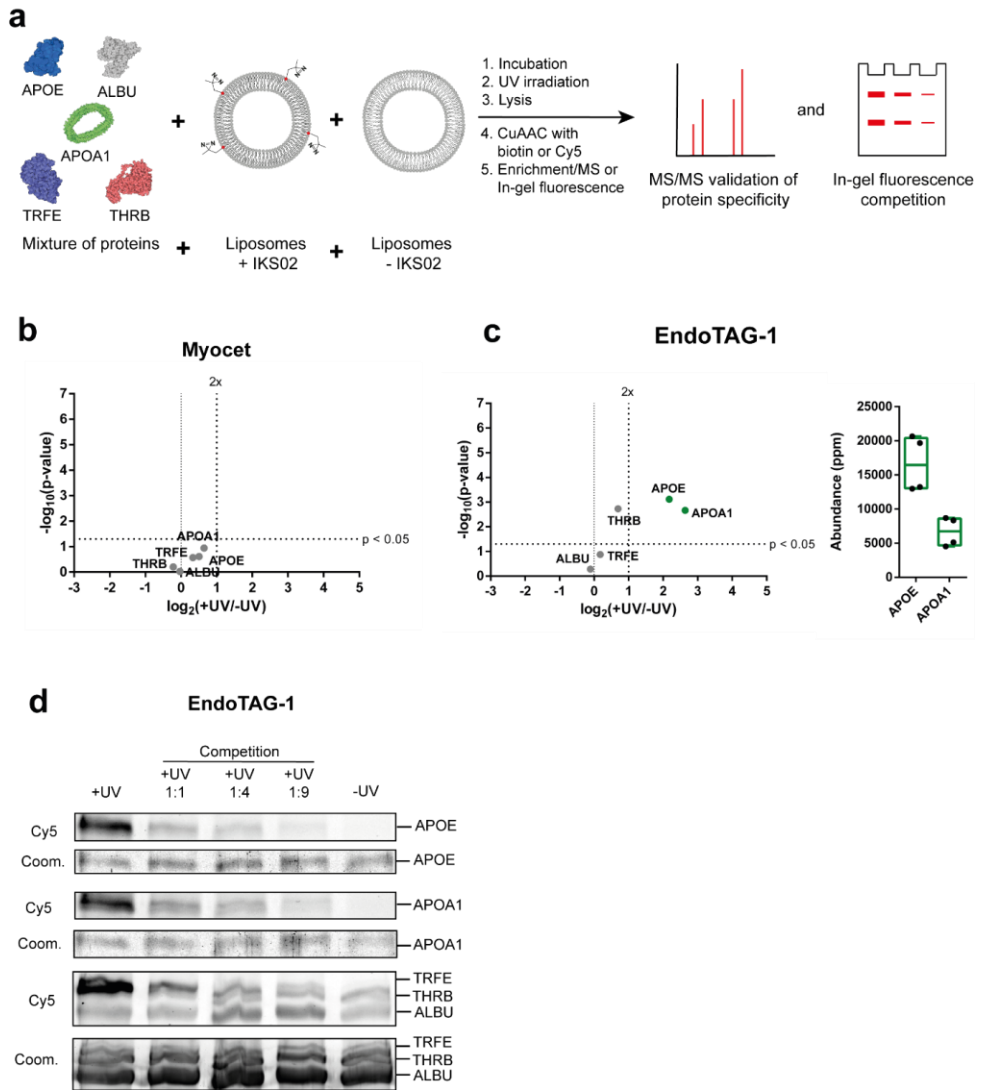 a
APOE
ALBU
APOA1
TRFE
THRB
Mixture of proteins
+
+
N=N
N=N
N=N
N=N
Liposomes
+ IKS02
+
+
Liposomes
- IKS02
1. Incubation
2. UV irradiation
3. Lysis
4. CuAAC with
biotin or Cy5
5. Enrichment/MS or
In-gel fluorescence
MS/MS validation of
protein specificity
and
In-gel fluorescence
competition
b
Myocet
2x
7
6
5
4
3
2
1
0
-log10(p-value)
APOA1
TRFE
APOE
THRB
ALBU
p < 0.05
-3 -2 -1 0 1 2 3 4 5
log2(+UV/-UV)
c
EndoTAG-1
2x
7
6
5
4
3
2
1
0
-log10(p-value)
APOE
APOA1
THRB
TRFE
ALBU
p < 0.05
-3 -2 -1 0 1 2 3 4 5
log2(+UV/-UV)
25000
20000
15000
10000
5000
0
Abundance (ppm)
APOE
APOA1
d
EndoTAG-1
Competition
+UV +UV +UV
+UV 1:1 1:4 1:9 -UV
Cy5 APOE
Coom. APOE
Cy5 APOA1
Coom. APOA1
Cy5
TRFE
THRB
ALBU
Coom.
TRFE
THRB
ALBU